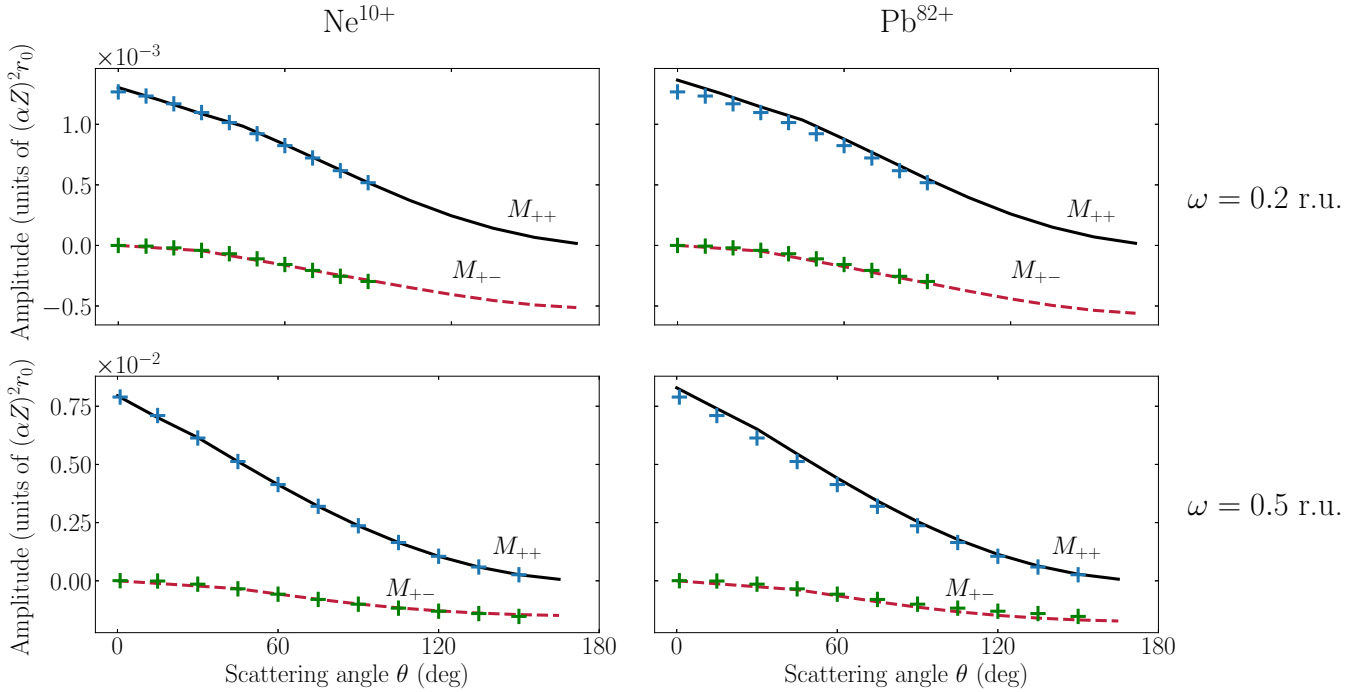 Ne¹⁰⁺
Pb⁸²⁺
×10⁻³
Amplitude (units of (αZ)²r₀)
1.0
0.5
0.0
−0.5
M₊₊
M₊₋
M₊₊
M₊₋
ω = 0.2 r.u.
×10⁻²
Amplitude (units of (αZ)²r₀)
0.75
0.50
0.25
0.00
M₊₊
M₊₋
M₊₊
M₊₋
ω = 0.5 r.u.
0 60 120 180
0 60 120 180
Scattering angle θ (deg)
Scattering angle θ (deg)